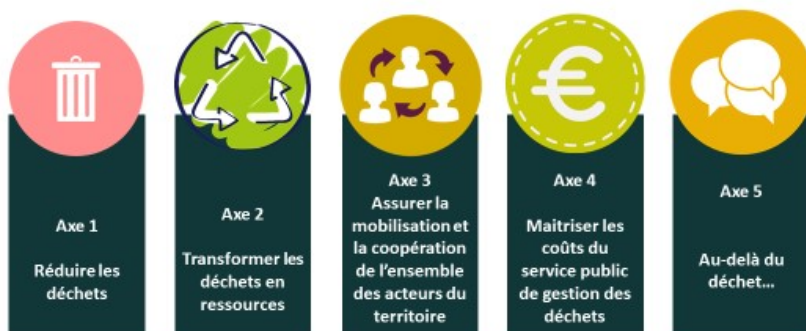 Axe 1
Réduire les
déchets
Axe 2
Transformer les
déchets en
ressources
Axe 3
Assurer la
mobilisation et
la coopération
de l'ensemble
des acteurs du
territoire
Axe 4
Maitriser les
coûts du
service public
de gestion des
déchets
Axe 5
Au-delà du
déchet...